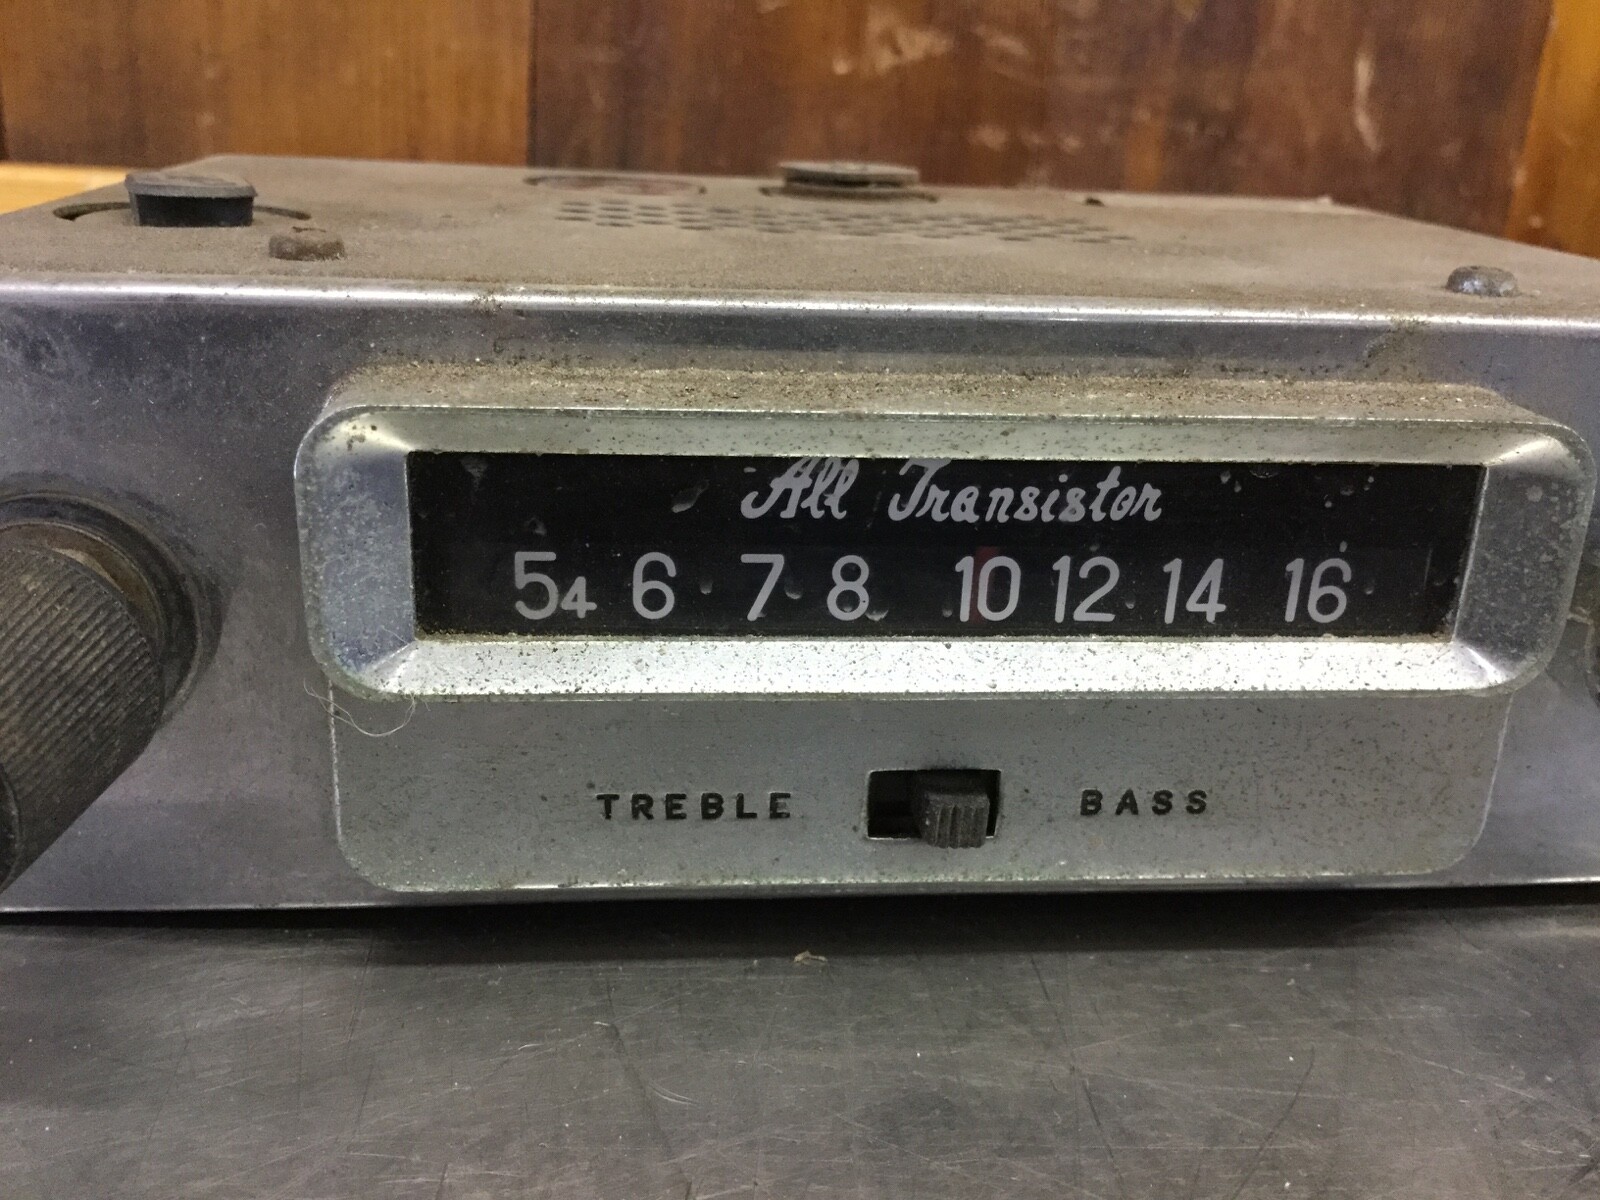 All Transistor
54 6 7 8 10 12 14 16
TREBLE BASS